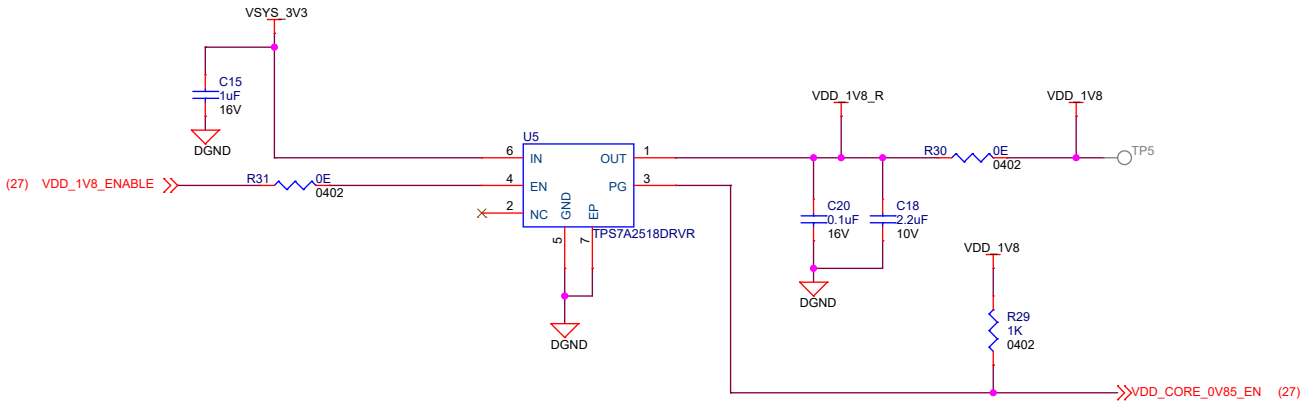 VSYS_3V3
C15
1uF
16V
DGND
VDD_1V8_R
VDD_1V8
U5
6 IN OUT 1
R30 0E
0402
TP5
(27) VDD_1V8_ENABLE
R31 0E
0402
4 EN PG 3
2 NC GND EP
5 7
TPS7A2518DRVR
C20
0.1uF
16V
C18
2.2uF
10V
DGND
DGND
VDD_1V8
R29
1K
0402
VDD_CORE_0V85_EN (27)